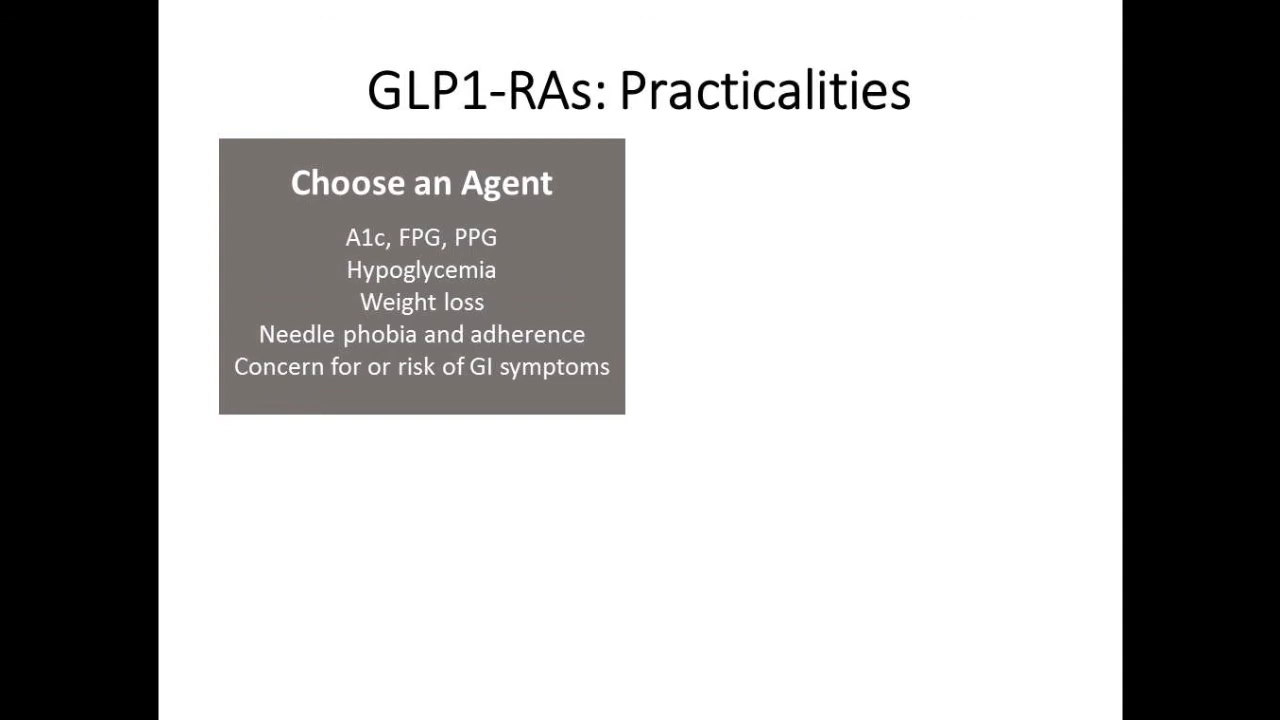 GLP1-RAs: Practicalities
Choose an Agent
A1c, FPG, PPG
Hypoglycemia
Weight loss
Needle phobia and adherence
Concern for or risk of GI symptoms